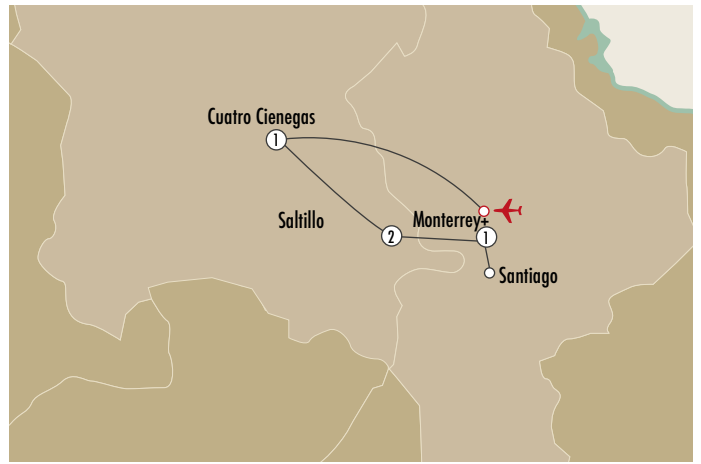 Cuatro Cienegas
1
Saltillo
2
Monterrey+
1
Santiago